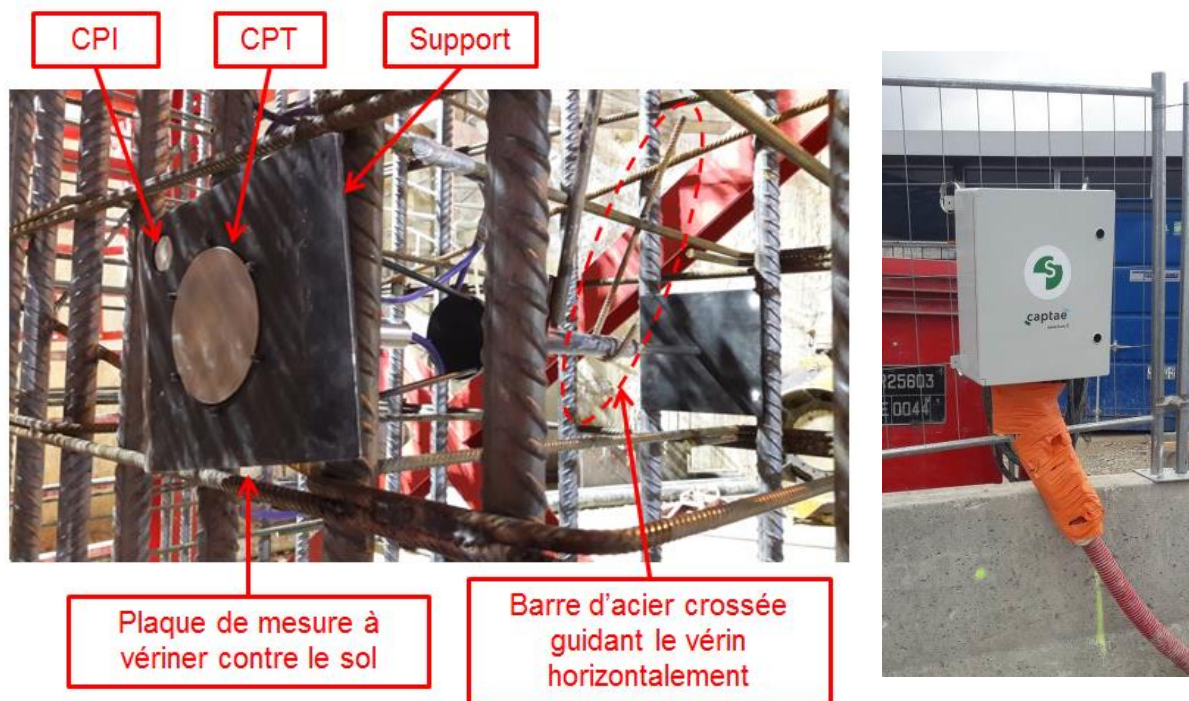 CPI
CPT
Support
Plaque de mesure à
vériner contre le sol
Barre d'acier crossée
guidant le vérin
horizontalement
S
captae
R25603
E 0044